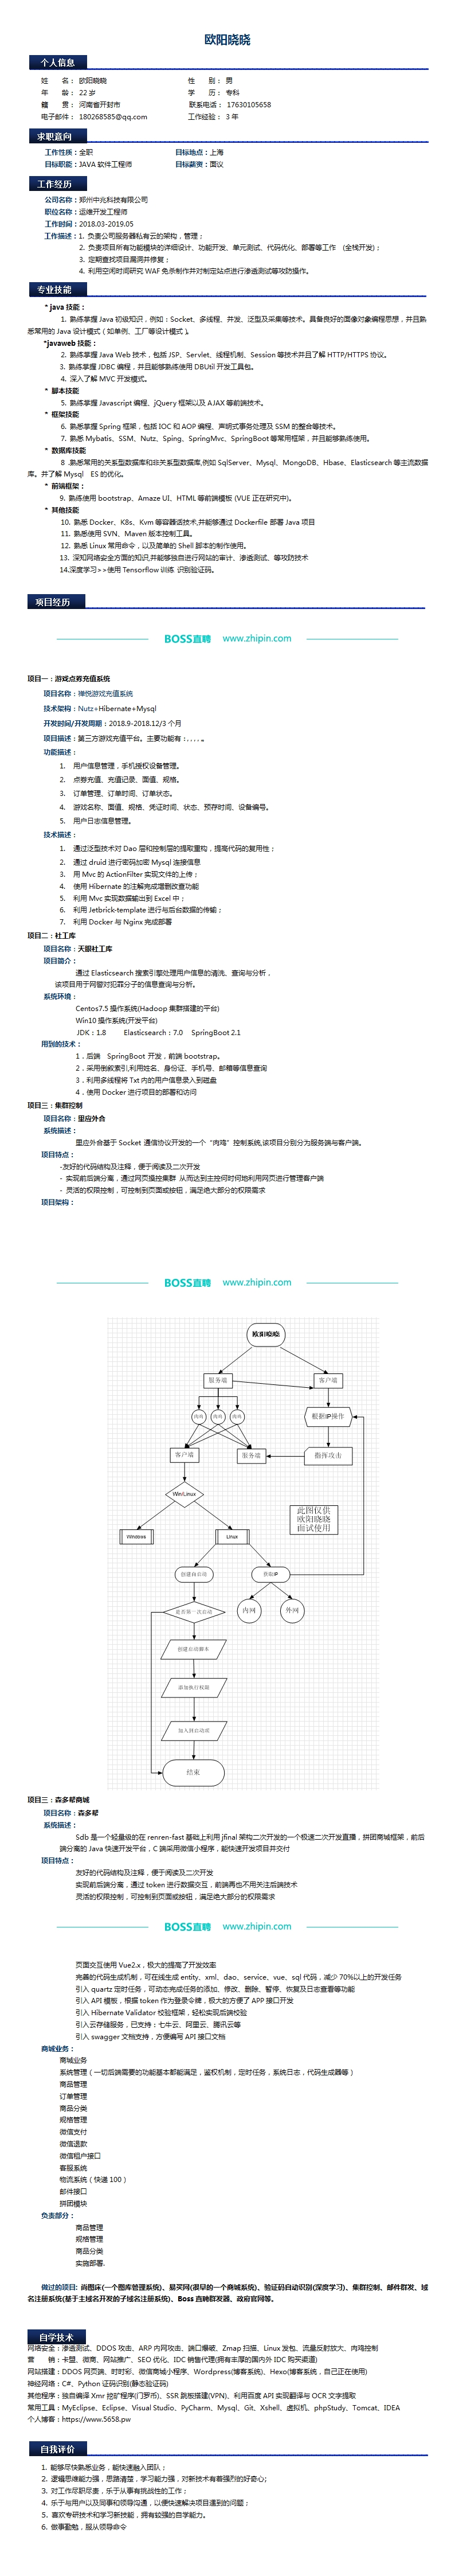 欧阳晓晓
个人信息
姓 名： 欧阳晓晓 性 别： 男
年 龄： 22 岁 学 历： 专科
籍 贯： 河南省开封市 联系电话： 17630105658
电子邮件： 180268585@qq.com 工作经验： 3 年
求职意向
工作性质：全职 目标地点：上海
目标职能：JAVA 软件工程师 目标薪资：面议
工作经历
公司名称：郑州中兆科技有限公司
职位名称：运维开发工程师
工作时间：2018.03-2019.05
工作描述：1. 负责公司服务器私有云的架构，管理；
2. 负责项目所有功能模块的详细设计、功能开发、单元测试、代码优化、部署等工作 （全栈开发）；
3. 定期查找项目漏洞并修复；
4. 利用空闲时间研究 WAF 免杀制作并对制定站点进行渗透测试等攻防操作。
专业技能
* java 技能：
1. 熟练掌握 Java 初级知识，例如：Socket、多线程、并发、泛型及采集等技术。具备良好的面像对象编程思想，并且熟
悉常用的 Java 设计模式（如单例、工厂等设计模式）。
*javaweb 技能：
2. 熟练掌握 Java Web 技术，包括 JSP、Servlet、线程机制、Session 等技术并且了解 HTTP/HTTPS 协议。
3. 熟练掌握 JDBC 编程，并且能够熟练使用 DBUtil 开发工具包。
4. 深入了解 MVC 开发模式。
* 脚本技能
5. 熟练掌握 Javascript 编程、jQuery 框架以及 AJAX 等前端技术。
* 框架技能
6. 熟悉掌握 Spring 框架，包括 IOC 和 AOP 编程、声明式事务处理及 SSM 的整合等技术。
7. 熟悉 Mybatis、SSM、Nutz、Sping、SpringMvc、SpringBoot 等常用框架，并且能够熟练使用。
* 数据库技能
8 .熟悉常用的关系型数据库和非关系型数据库,例如 SqlServer、Mysql、MongoDB、Hbase、Elasticsearch 等主流数据
库。并了解 Mysql ES 的优化。
* 前端框架：
9. 熟练使用 bootstrap、Amaze UI、HTML 等前端模板 (VUE 正在研究中)。
* 其他技能
10. 熟悉 Docker、K8s、Kvm 等容器话技术,并能够通过 Dockerfile 部署 Java 项目
11. 熟悉使用 SVN、Maven 版本控制工具。
12. 熟悉 Linux 常用命令，以及简单的 Shell 脚本的制作使用。
13. 深知网络安全方面的知识,并能够独自进行网站的审计、渗透测试、等攻防技术
14.深度学习>>使用 Tensorflow 训练 识别验证码。
项目经历
BOSS直聘 www.zhipin.com
项目一：游戏点券充值系统
项目名称：禅悦游戏充值系统
技术架构：Nutz+Hibernate+Mysql
开发时间/开发周期：2018.9-2018.12/3 个月
项目描述：第三方游戏充值平台。主要功能有：. . . . 。
功能描述：
1. 用户信息管理，手机授权设备管理。
2. 点券充值、充值记录、面值、规格。
3. 订单管理、订单时间、订单状态。
4. 游戏名称、面值、规格、凭证时间、状态、预存时间、设备编号。
5. 用户日志信息管理。
技术描述：
1. 通过泛型技术对 Dao 层和控制层的提取重构，提高代码的复用性；
2. 通过 druid 进行密码加密 Mysql 连接信息
3. 用 Mvc 的 ActionFilter 实现文件的上传；
4. 使用 Hibernate 的注解完成增删改查功能
5. 利用 Mvc 实现数据输出到 Excel 中；
6. 利用 Jetbrick-template 进行与后台数据的传输；
7. 利用 Docker 与 Nginx 完成部署
项目二：社工库
项目名称：天眼社工库
项目简介：
通过 Elasticsearch 搜索引擎处理用户信息的清洗、查询与分析，
该项目用于网警对犯罪分子的信息查询与分析。
系统环境：
Centos7.5 操作系统(Hadoop 集群搭建的平台)
Win10 操作系统(开发平台)
JDK：1.8 Elasticsearch：7.0 SpringBoot 2.1
用到的技术：
1．后端 SpringBoot 开发，前端 bootstrap。
2．采用倒叙索引,利用姓名、身份证、手机号、邮箱等信息查询
3．利用多线程将 Txt 内的用户信息录入到磁盘
4．使用 Docker 进行项目的部署和访问
项目三：集群控制
项目名称：里应外合
系统描述：
里应外合基于 Socket 通信协议开发的一个 “肉鸡” 控制系统,该项目分别分为服务端与客户端。
项目特点：
-友好的代码结构及注释，便于阅读及二次开发
- 实现前后端分离，通过网页操控集群 从而达到主控何时何地利用网页进行管理客户端
- 灵活的权限控制，可控制到页面或按钮，满足绝大部分的权限需求
项目架构：
BOSS直聘 www.zhipin.com
欧阳晓晓
服务端 客户端
肉鸡 肉鸡 肉鸡 根据IP操作
客户端 服务端 指挥攻击
Win/Linux
此图仅供
欧阳晓晓
面试使用
Windows Linux
创建自启动 获取IP
是否第一次启动 内网 外网
创建启动脚本
添加执行权限
加入到启动项
结束
项目三：森多帮商城
项目名称：森多帮
系统描述：
Sdb 是一个轻量级的在 renren-fast 基础上利用 jfinal 架构二次开发的一个极速二次开发直播，拼团商城框架，前后
端分离的 Java 快速开发平台，C 端采用微信小程序，能快速开发项目并交付
项目特点：
友好的代码结构及注释，便于阅读及二次开发
实现前后端分离，通过 token 进行数据交互，前端再也不用关注后端技术
灵活的权限控制，可控制到页面或按钮，满足绝大部分的权限需求
BOSS直聘 www.zhipin.com
页面交互使用 Vue2.x，极大的提高了开发效率
完善的代码生成机制，可在线生成 entity、xml、dao、service、vue、sql 代码，减少 70%以上的开发任务
引入 quartz 定时任务，可动态完成任务的添加、修改、删除、暂停、恢复及日志查看等功能
引入 API 模板，根据 token 作为登录令牌，极大的方便了 APP 接口开发
引入 Hibernate Validator 校验框架，轻松实现后端校验
引入云存储服务，已支持：七牛云、阿里云、腾讯云等
引入 swagger 文档支持，方便编写 API 接口文档
商城业务：
商城业务
系统管理（一切后端需要的功能基本都能满足，鉴权机制，定时任务，系统日志，代码生成器等）
商品管理
订单管理
商品分类
规格管理
微信支付
微信退款
微信租户接口
客服系统
物流系统（快递 100）
邮件接口
拼团模块
负责部分：
商品管理
规格管理
商品分类
实施部署.
做过的项目: 尚图床(一个图库管理系统)、易买网(很早的一个商城系统)、验证码自动识别(深度学习)、集群控制、邮件群发、域
名注册系统(基于主域名开发的子域名注册系统)、Boss 直聘群发器、政府官网等。
自学技术
网络安全：渗透测试、DDOS 攻击、ARP 内网攻击、端口爆破、Zmap 扫描、Linux 发包、流量反射放大、肉鸡控制
营 销：卡盟、微商、网站推广、SEO 优化、IDC 销售代理(拥有丰厚的国内外 IDC 购买渠道)
网站搭建：DDOS 网页端、时时彩、微信商城小程序、Wordpress(博客系统)、Hexo(博客系统，自己正在使用)
神经网络：C#、Python 证码识别(静态验证码)
其他程序：独自编译 Xmr 挖矿程序(门罗币)、SSR 跳板搭建(VPN)、利用百度 API 实现翻译与 OCR 文字提取
常用工具：MyEclipse、Eclipse、Visual Studio、PyCharm、Mysql、Git、Xshell、虚拟机、phpStudy、Tomcat、IDEA
个人博客：https://www.5658.pw
自我评价
1. 能够尽快熟悉业务，能快速融入团队；
2. 逻辑思维能力强，思路清楚，学习能力强，对新技术有着强烈的好奇心;
3. 对工作尽职尽责，乐于从事有挑战性的工作；
4. 乐于与用户以及同事和领导沟通，以便快速解决项目遇到的问题；
5. 喜欢专研技术和学习新技能，拥有较强的自学能力。
6. 做事勤勉，服从领导命令